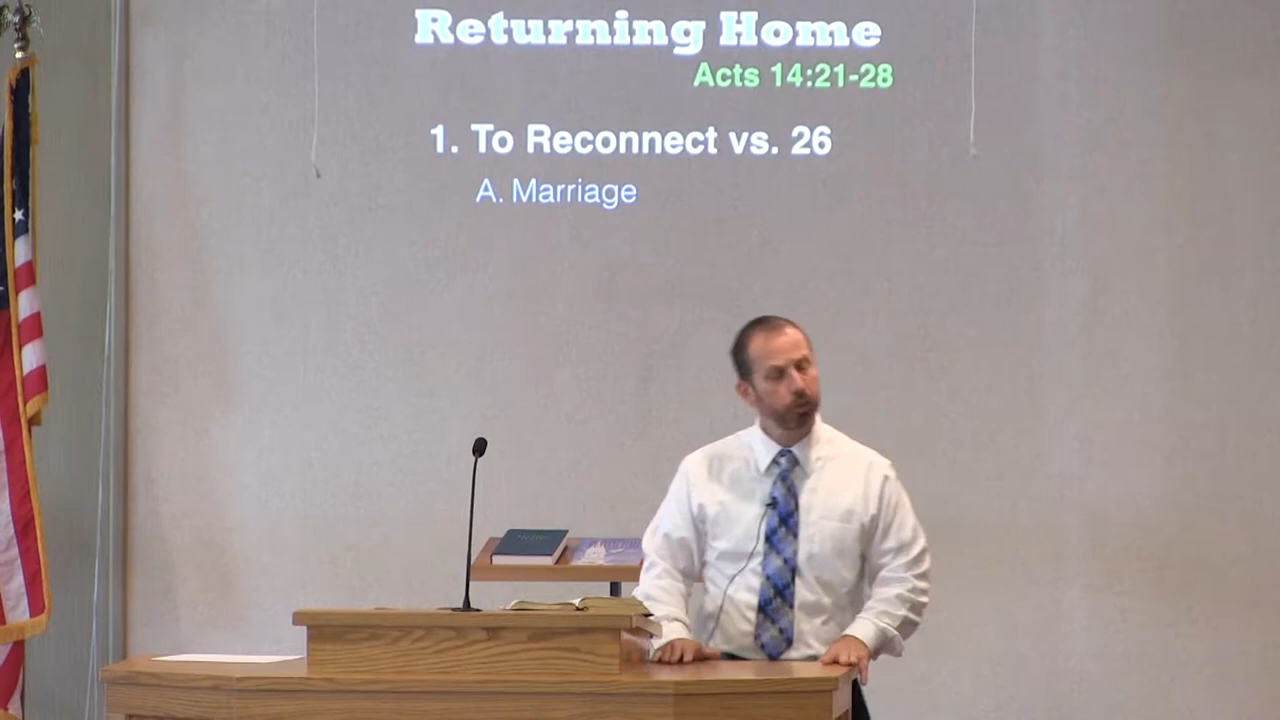 Returning Home
Acts 14:21-28
1. To Reconnect vs. 26
A. Marriage